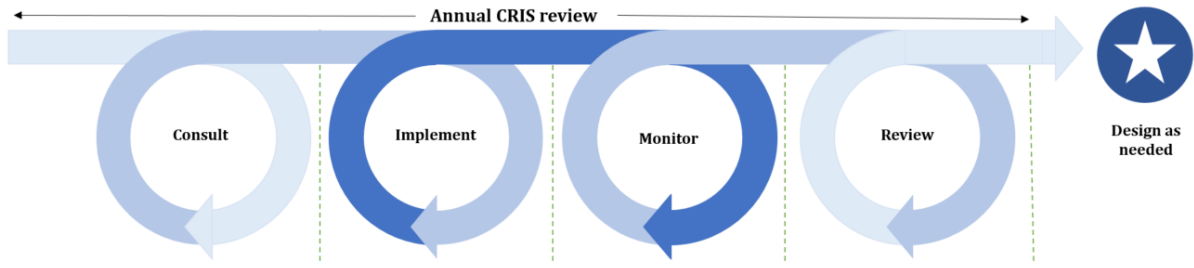 Annual CRIS review
Consult
Implement
Monitor
Review
Design as
needed